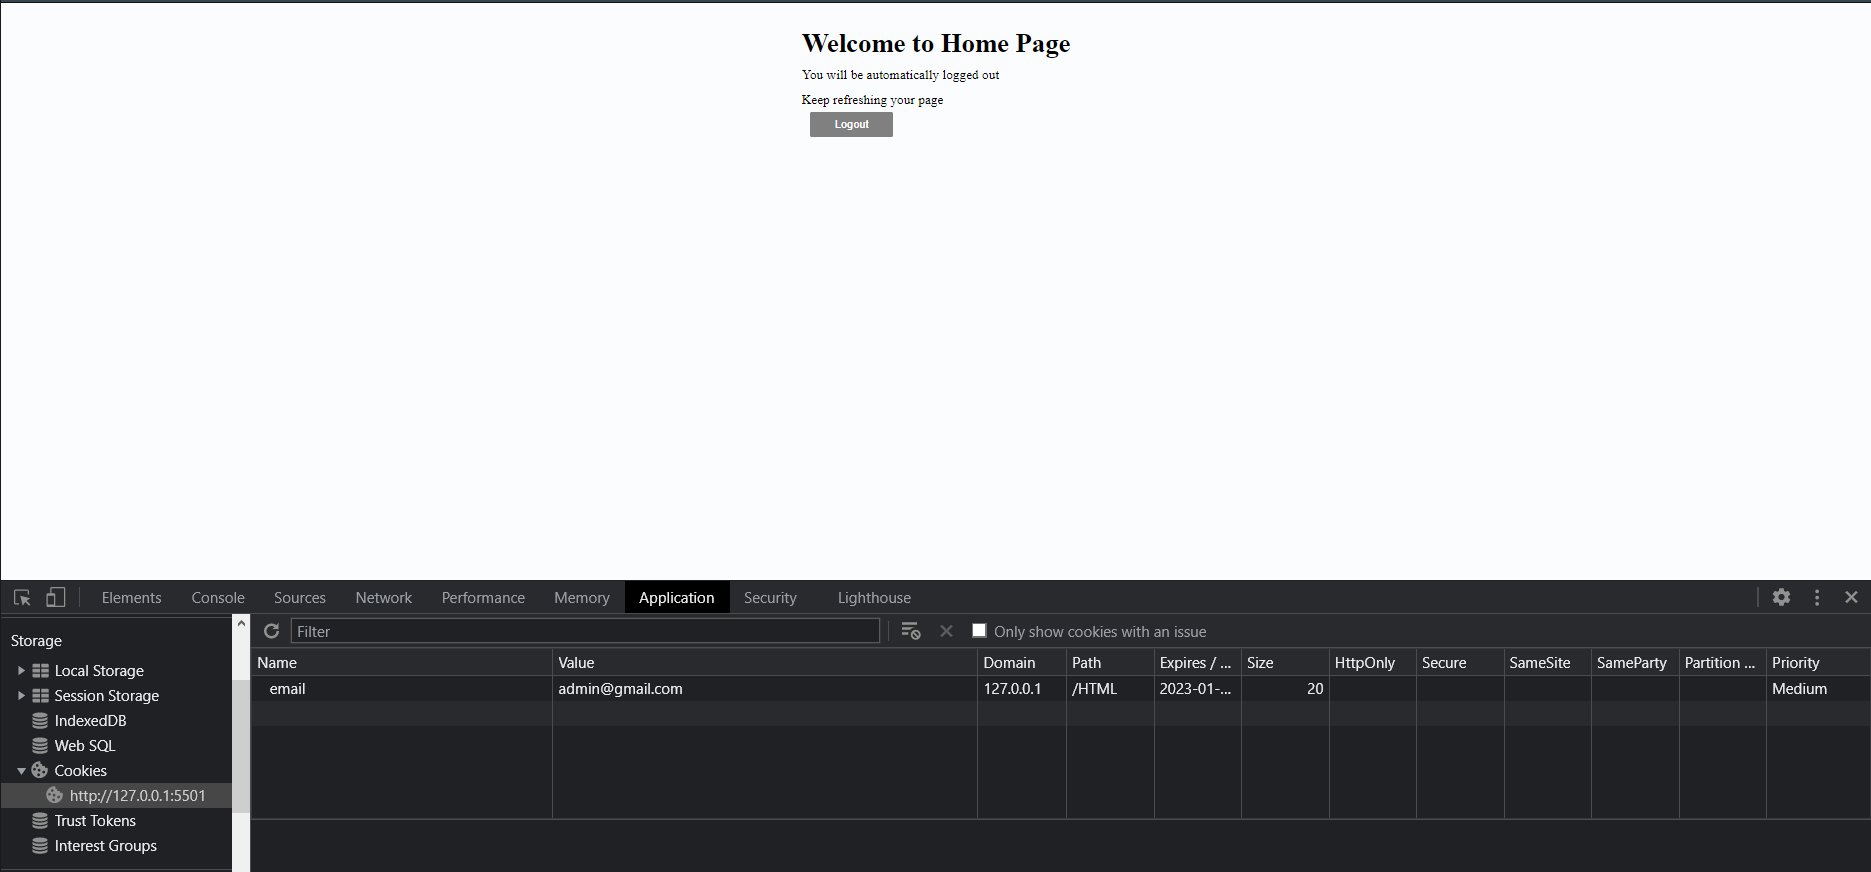 Welcome to Home Page
You will be automatically logged out
Keep refreshing your page
Logout
Elements Console Sources Network Performance Memory Application Security Lighthouse
Storage
Local Storage
Session Storage
IndexedDB
Web SQL
Cookies
http://127.0.0.1:5501
Trust Tokens
Interest Groups
Filter Only show cookies with an issue
Name Value Domain Path Expires / ... Size HttpOnly Secure SameSite SameParty Partition ... Priority
email admin@gmail.com 127.0.0.1 /HTML 2023-01-... 20 Medium